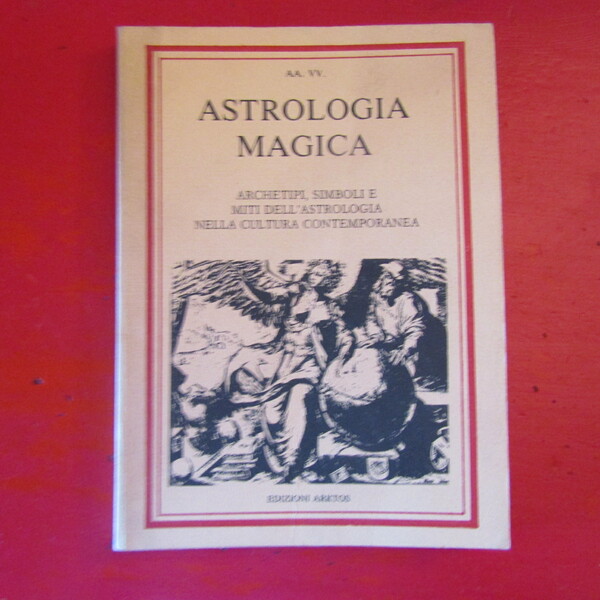 AA. VV.
ASTROLOGIA
MAGICA
ARCHETIPI, SIMBOLI E
MITI DELL'ASTROLOGIA
NELLA CULTURA CONTEMPORANEA
EDIZIONI ARKTOS